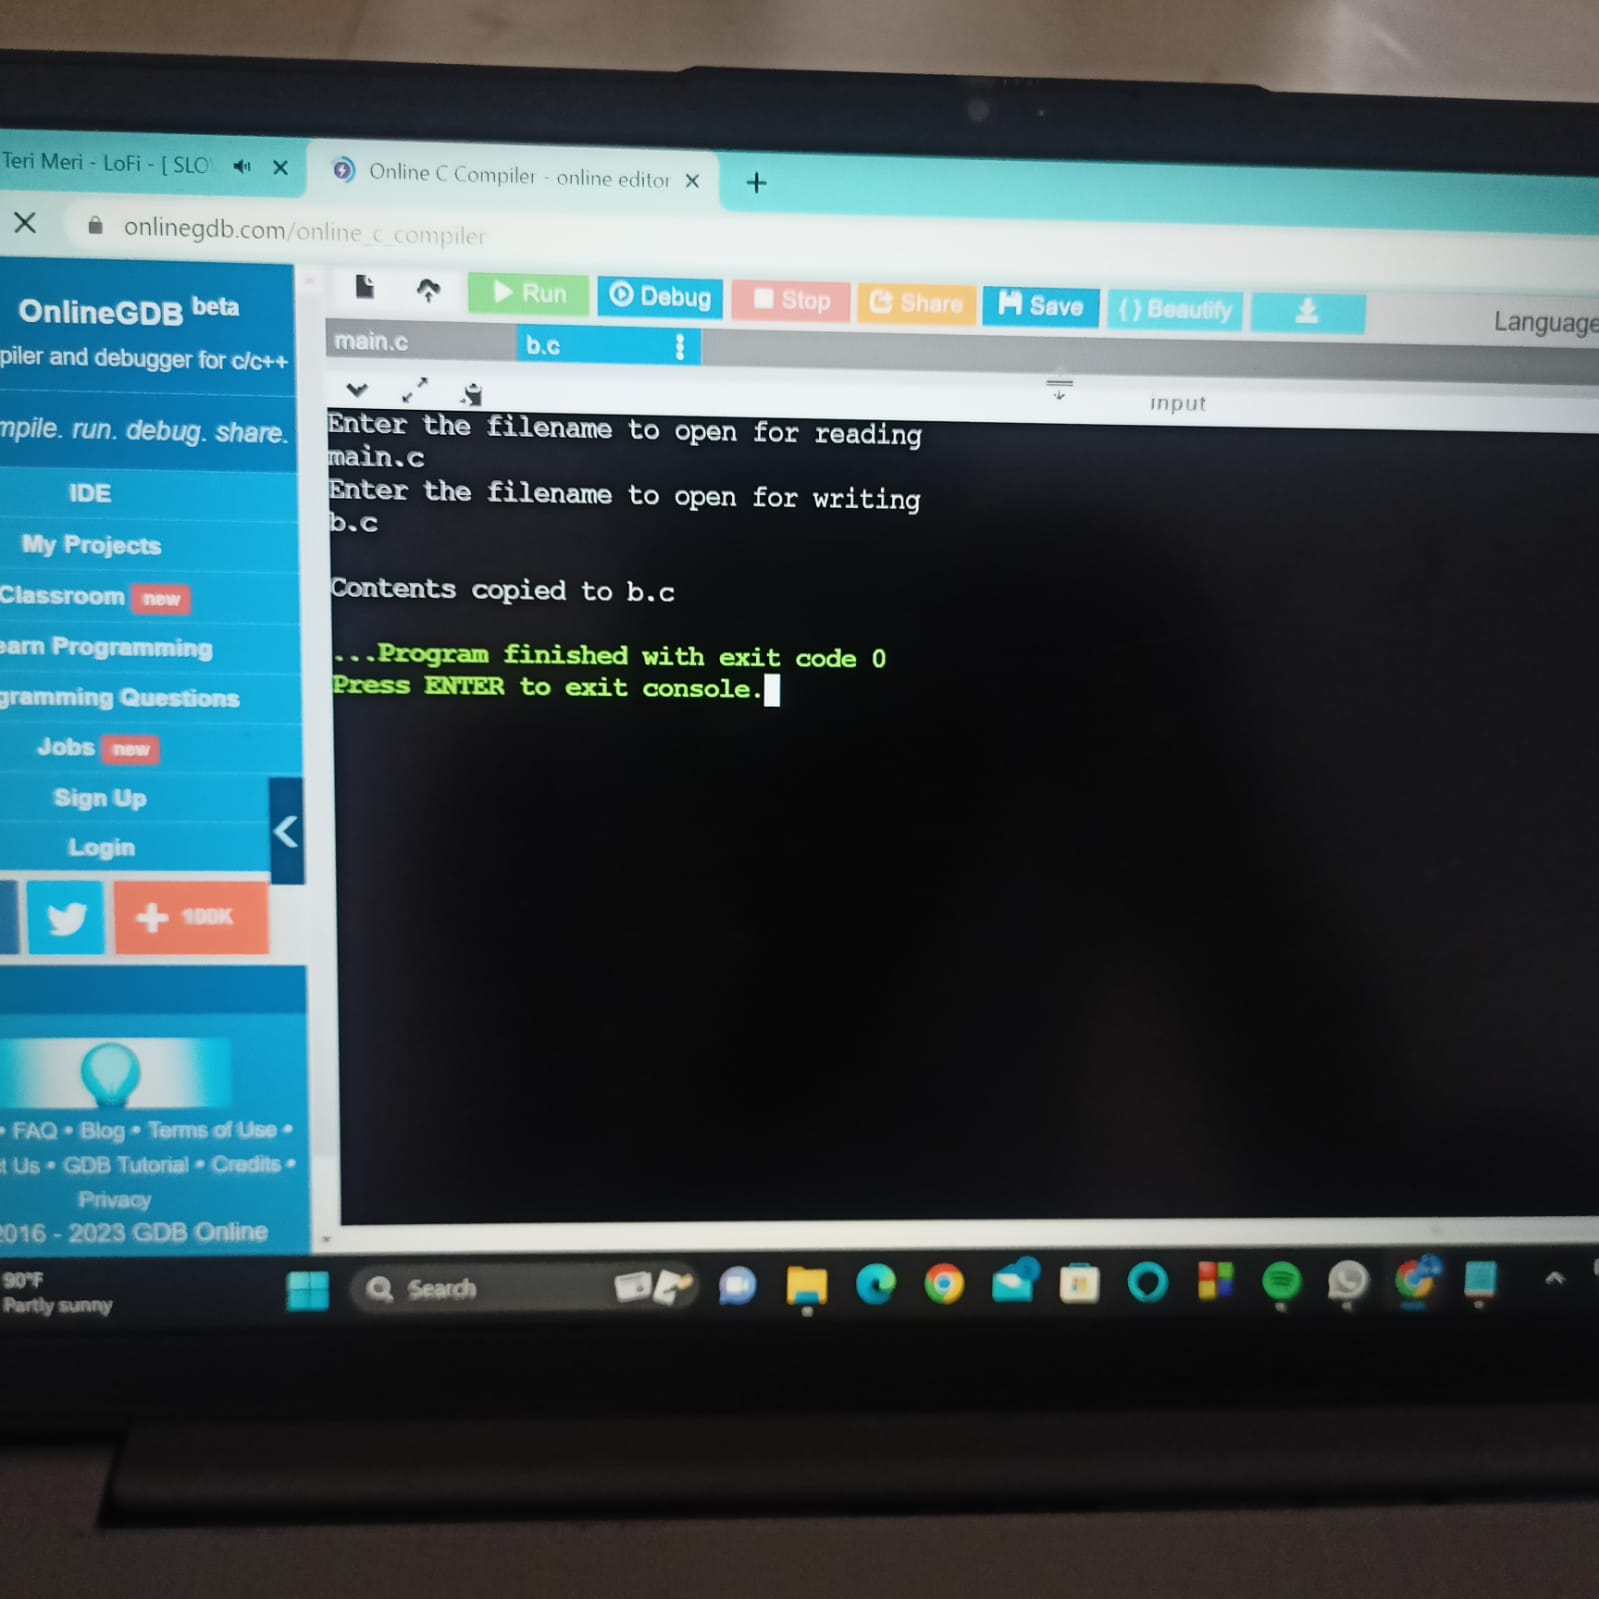 Teri Meri - LoFi - [ SLO
Online C Compiler - online editor
onlinegdb.com/online_c_compiler
OnlineGDB beta
piler and debugger for c/c++
mpile. run. debug. share.
IDE
My Projects
Classroom new
earn Programming
gramming Questions
Jobs new
Sign Up
Login
100K
• FAQ • Blog • Terms of Use •
t Us • GDB Tutorial • Credits •
Privacy
2016 - 2023 GDB Online
Run Debug Stop Share Save {} Beautify
Language
main.c b.c
input
Enter the filename to open for reading
main.c
Enter the filename to open for writing
b.c
Contents copied to b.c
...Program finished with exit code 0
Press ENTER to exit console.
90°F
Partly sunny
Search